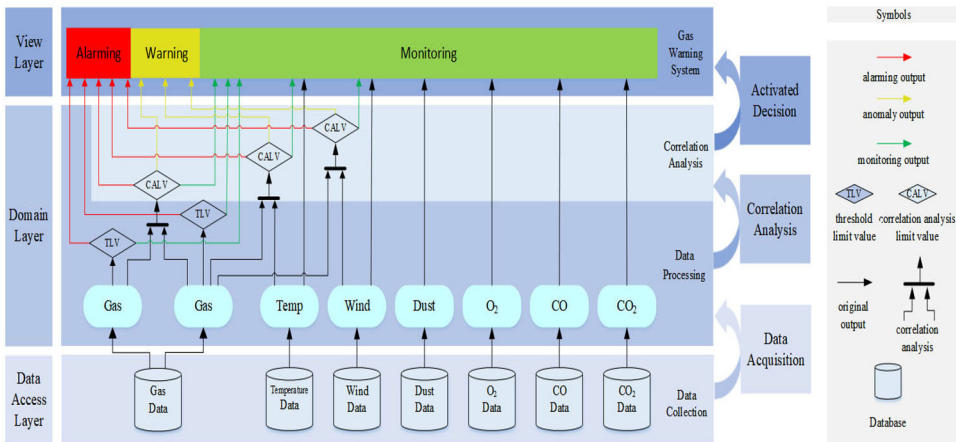 View
Layer
Alarming
Warning
Monitoring
Gas
Warning
System
Activated
Decision
Domain
Layer
CALV
CALV
CALV
TLV
TLV
Correlation
Analysis
Correlation
Analysis
Data
Processing
Gas
Gas
Temp
Wind
Dust
O2
CO
CO2
Data
Access
Layer
Gas
Data
Temperature
Data
Wind
Data
Dust
Data
O2
Data
CO
Data
CO2
Data
Data
Collection
Data
Acquisition
Symbols
alarming output
anomaly output
monitoring output
TLV
CALV
threshold
limit value
correlation analysis
limit value
original
output
correlation
analysis
Database